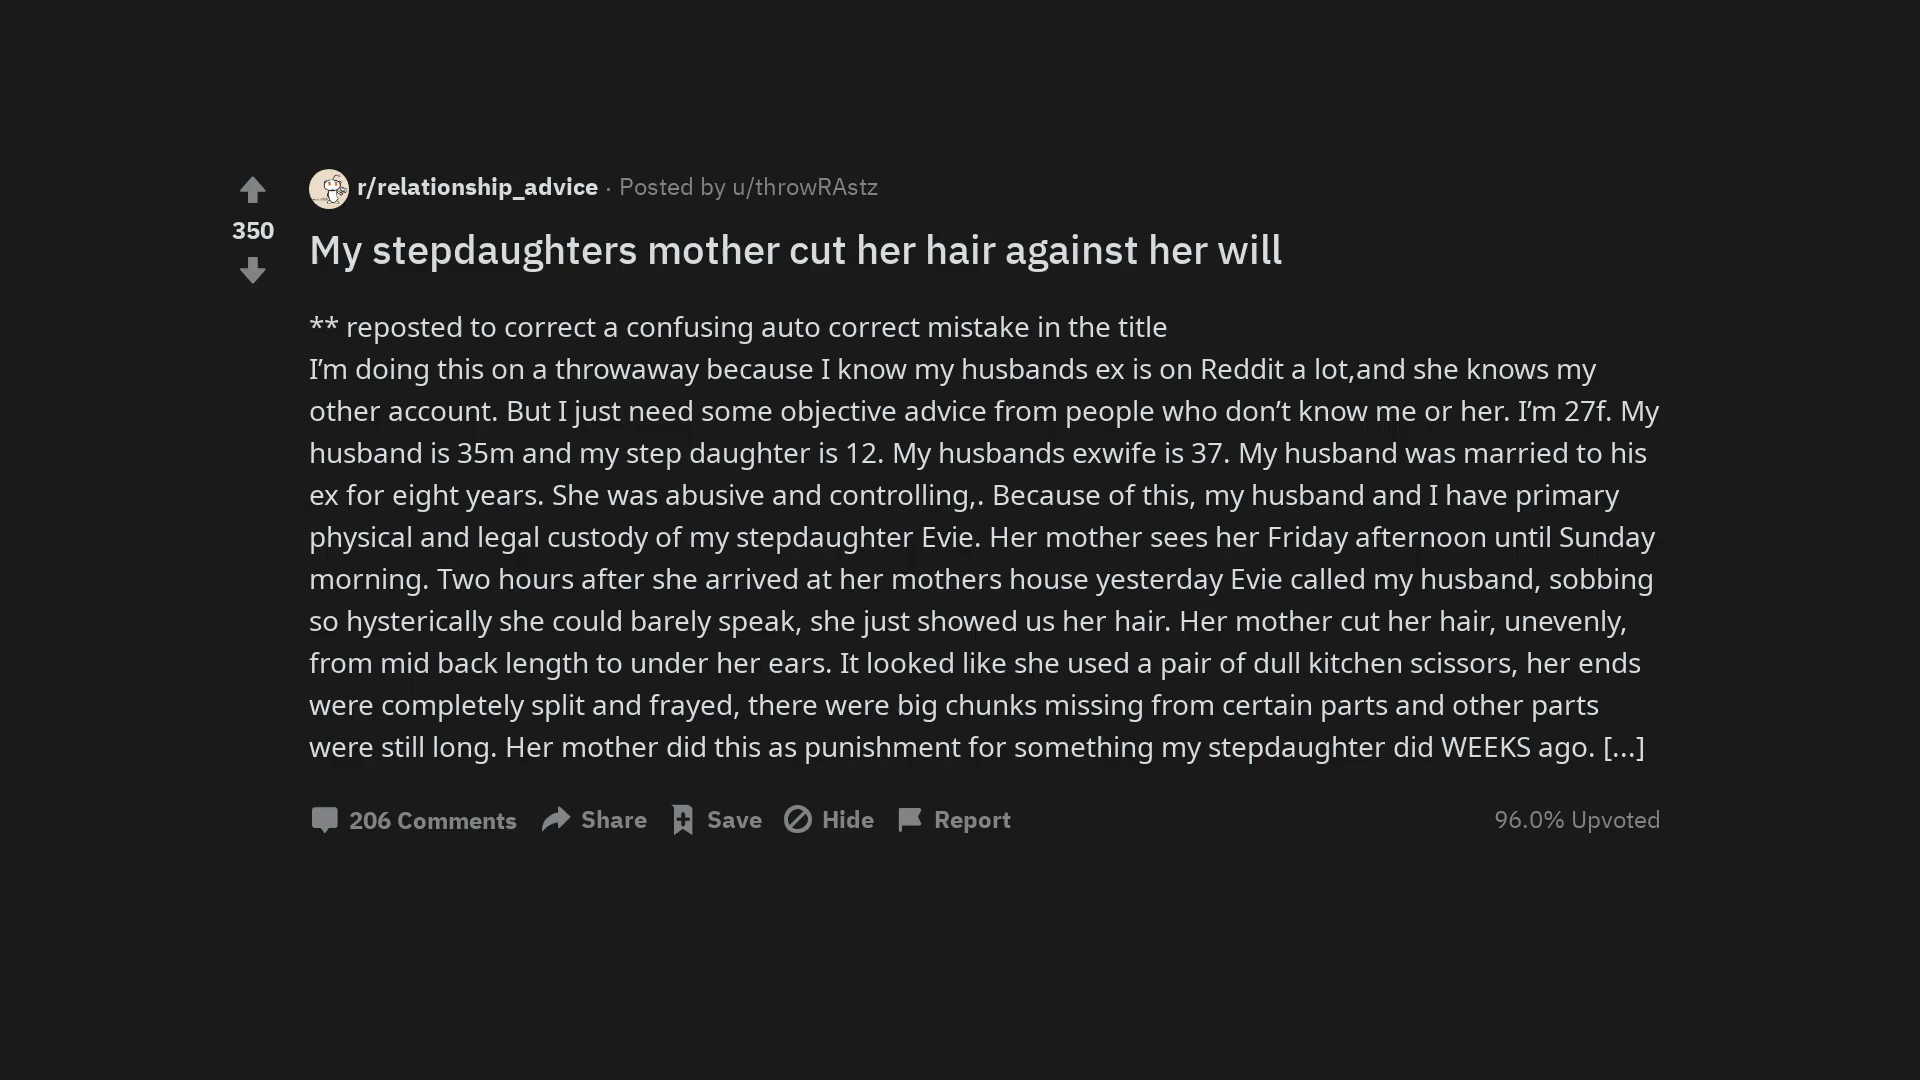 r/relationship_advice · Posted by u/throwRAstz
350
My stepdaughters mother cut her hair against her will
** reposted to correct a confusing auto correct mistake in the title
I’m doing this on a throwaway because I know my husbands ex is on Reddit a lot,and she knows my
other account. But I just need some objective advice from people who don’t know me or her. I’m 27f. My
husband is 35m and my step daughter is 12. My husbands exwife is 37. My husband was married to his
ex for eight years. She was abusive and controlling,. Because of this, my husband and I have primary
physical and legal custody of my stepdaughter Evie. Her mother sees her Friday afternoon until Sunday
morning. Two hours after she arrived at her mothers house yesterday Evie called my husband, sobbing
so hysterically she could barely speak, she just showed us her hair. Her mother cut her hair, unevenly,
from mid back length to under her ears. It looked like she used a pair of dull kitchen scissors, her ends
were completely split and frayed, there were big chunks missing from certain parts and other parts
were still long. Her mother did this as punishment for something my stepdaughter did WEEKS ago. [...]
206 Comments Share Save Hide Report 96.0% Upvoted